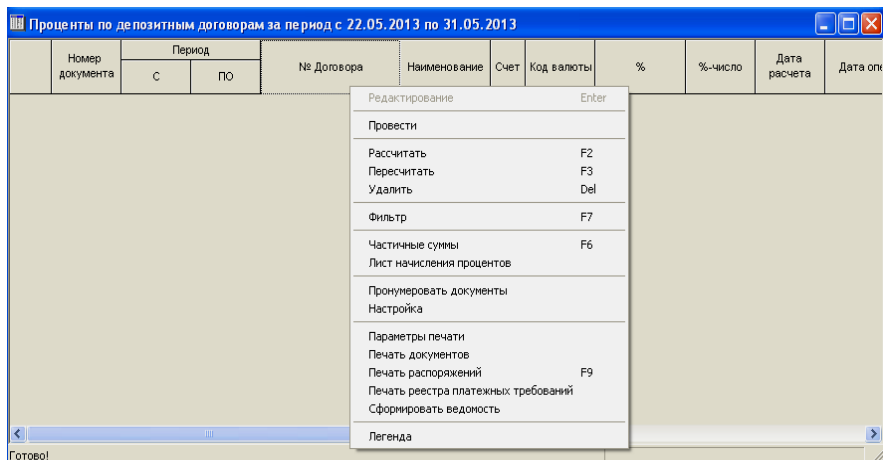 Проценты по депозитным договорам за период с 22.05.2013 по 31.05.2013
Номер документа
Период
С
ПО
№ Договора
Наименование
Счет
Код валюты
%
%-число
Дата расчета
Дата опе
Редактирование Enter
Провести
Рассчитать F2
Пересчитать F3
Удалить Del
Фильтр F7
Частичные суммы F6
Лист начисления процентов
Пронумеровать документы
Настройка
Параметры печати
Печать документов
Печать распоряжений F9
Печать реестра платежных требований
Сформировать ведомость
Легенда
Готово!